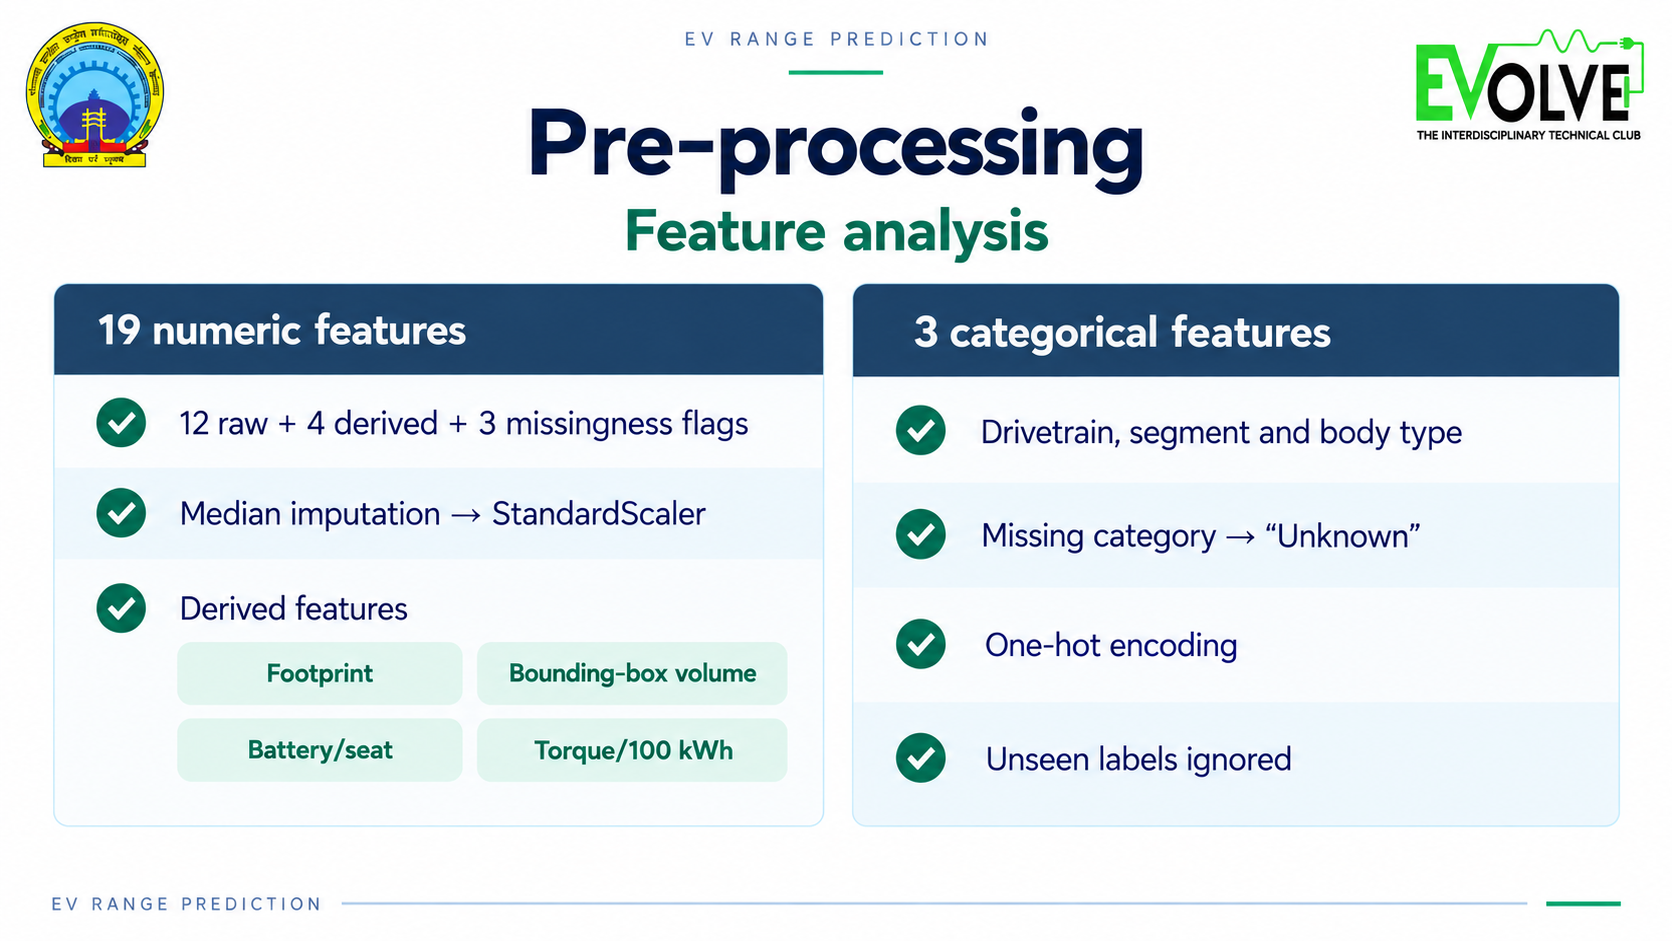 EV RANGE PREDICTION
EVOLVE
THE INTERDISCIPLINARY TECHNICAL CLUB
Pre-processing
Feature analysis
19 numeric features
12 raw + 4 derived + 3 missingness flags
Median imputation → StandardScaler
Derived features
Footprint
Bounding-box volume
Battery/seat
Torque/100 kWh
3 categorical features
Drivetrain, segment and body type
Missing category → “Unknown”
One-hot encoding
Unseen labels ignored
EV RANGE PREDICTION